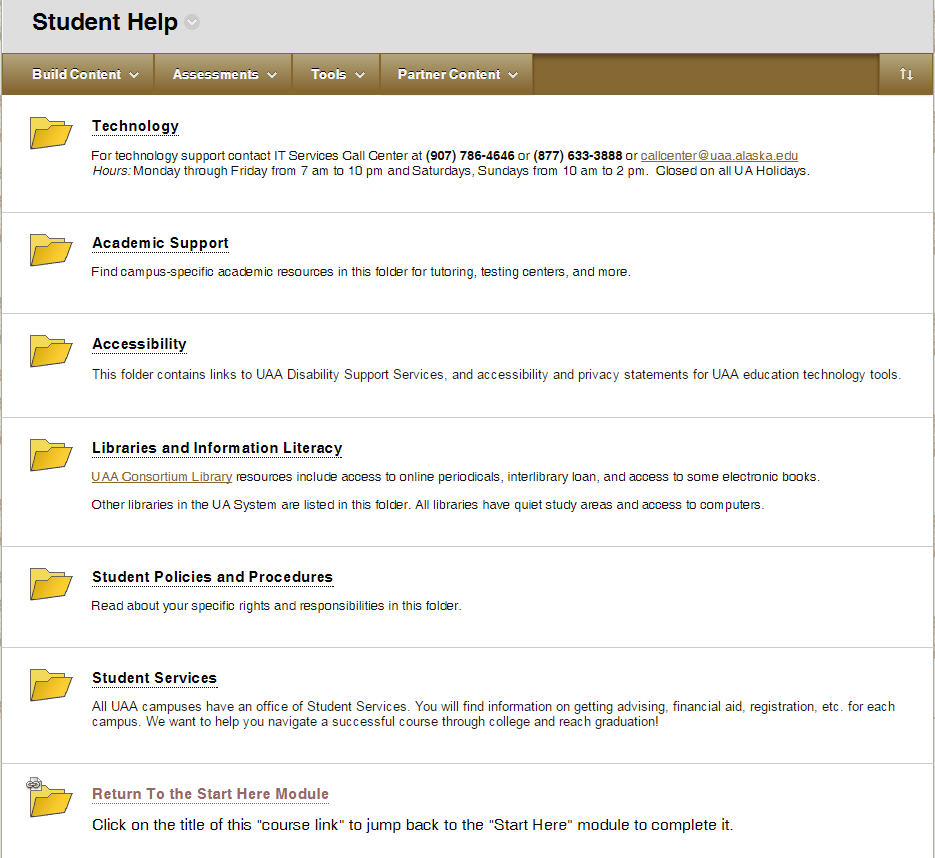 Student Help
Build Content
Assessments
Tools
Partner Content
Technology
For technology support contact IT Services Call Center at (907) 786-4646 or (877) 633-3888 or callcenter@uaa.alaska.edu
Hours: Monday through Friday from 7 am to 10 pm and Saturdays, Sundays from 10 am to 2 pm.  Closed on all UA Holidays.
Academic Support
Find campus-specific academic resources in this folder for tutoring, testing centers, and more.
Accessibility
This folder contains links to UAA Disability Support Services, and accessibility and privacy statements for UAA education technology tools.
Libraries and Information Literacy
UAA Consortium Library resources include access to online periodicals, interlibrary loan, and access to some electronic books.
Other libraries in the UA System are listed in this folder. All libraries have quiet study areas and access to computers.
Student Policies and Procedures
Read about your specific rights and responsibilities in this folder.
Student Services
All UAA campuses have an office of Student Services. You will find information on getting advising, financial aid, registration, etc. for each
campus. We want to help you navigate a successful course through college and reach graduation!
Return To the Start Here Module
Click on the title of this "course link" to jump back to the "Start Here" module to complete it.